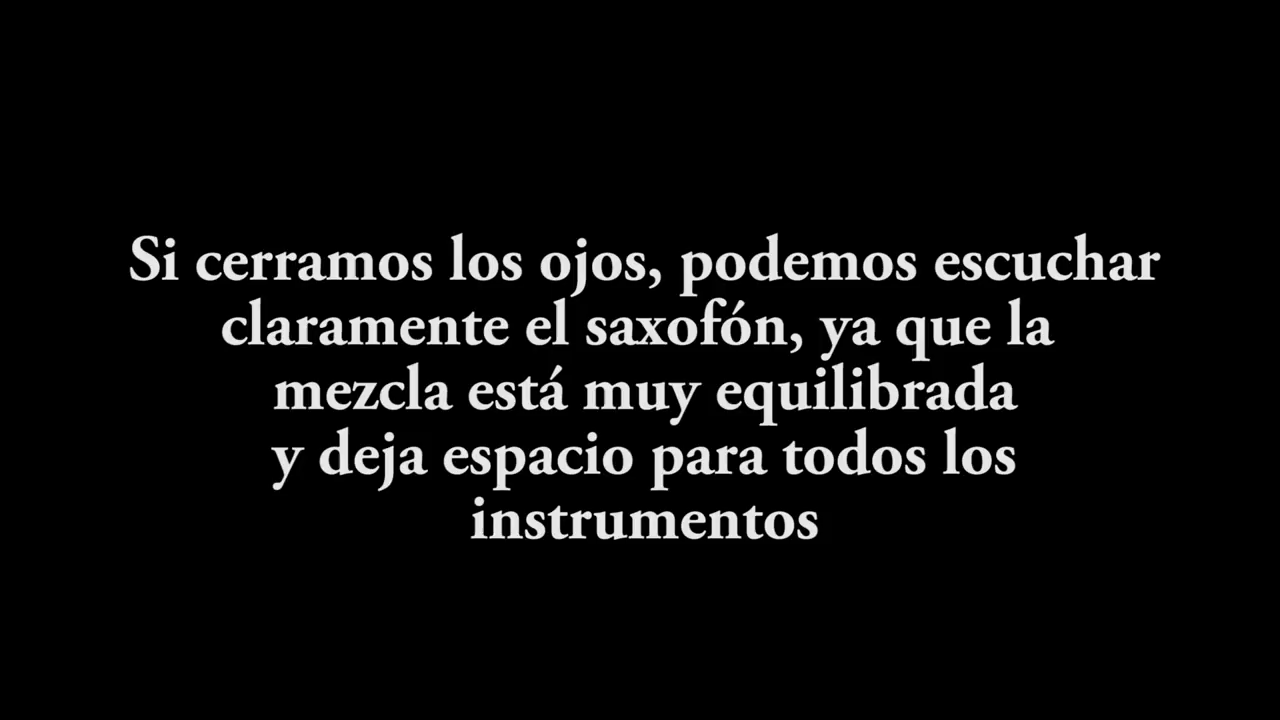 Si cerramos los ojos, podemos escuchar
claramente el saxofón, ya que la
mezcla está muy equilibrada
y deja espacio para todos los
instrumentos